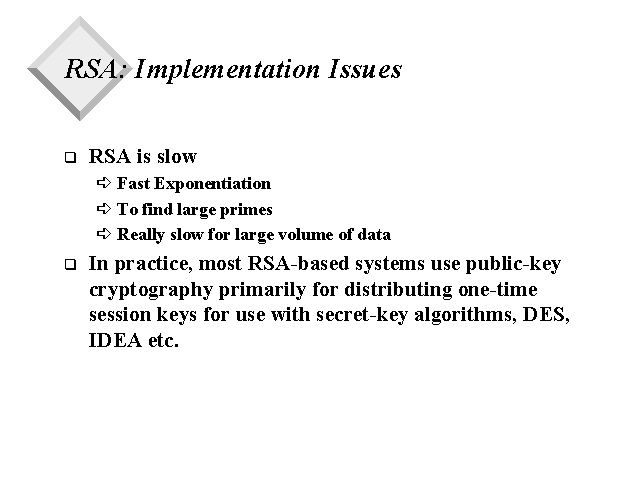 RSA: Implementation Issues
RSA is slow
Fast Exponentiation
To find large primes
Really slow for large volume of data
In practice, most RSA-based systems use public-key
cryptography primarily for distributing one-time
session keys for use with secret-key algorithms, DES,
IDEA etc.